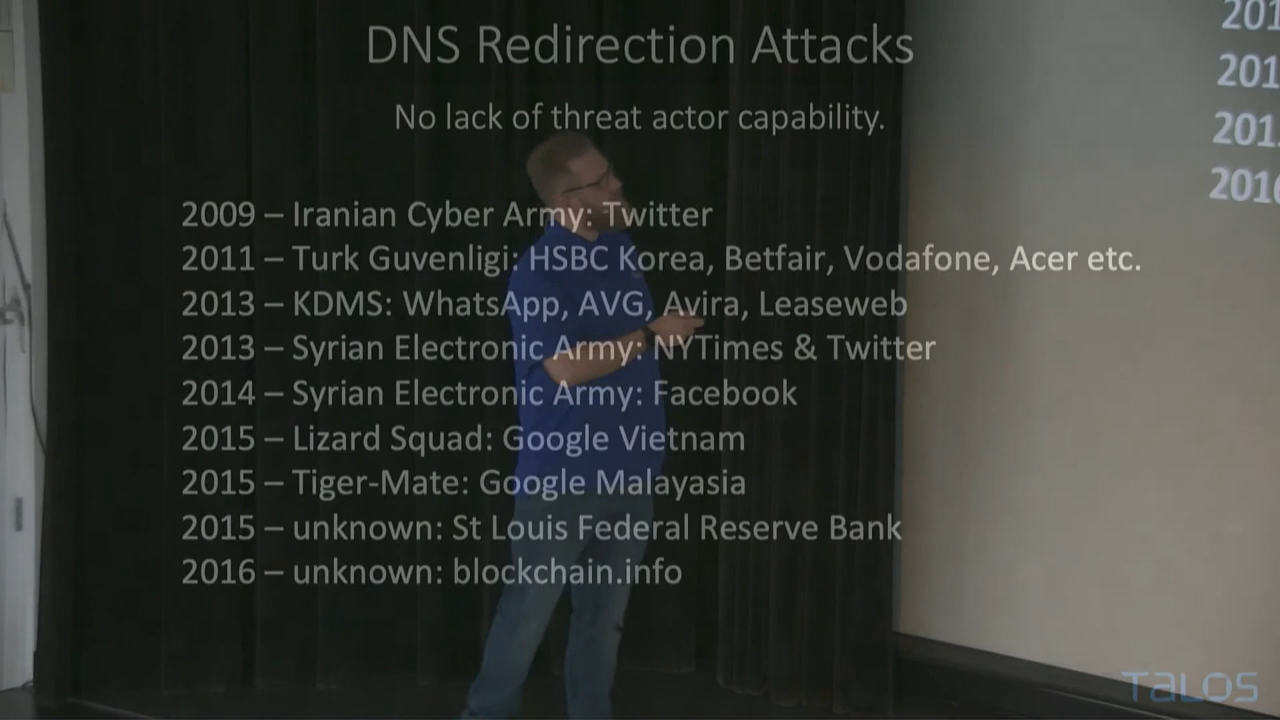 DNS Redirection Attacks
No lack of threat actor capability.
2009 – Iranian Cyber Army: Twitter
2011 – Turk Guvenligi: HSBC Korea, Betfair, Vodafone, Acer etc.
2013 – KDMS: WhatsApp, AVG, Avira, Leaseweb
2013 – Syrian Electronic Army: NYTimes & Twitter
2014 – Syrian Electronic Army: Facebook
2015 – Lizard Squad: Google Vietnam
2015 – Tiger-Mate: Google Malayasia
2015 – unknown: St Louis Federal Reserve Bank
2016 – unknown: blockchain.info
TALOS